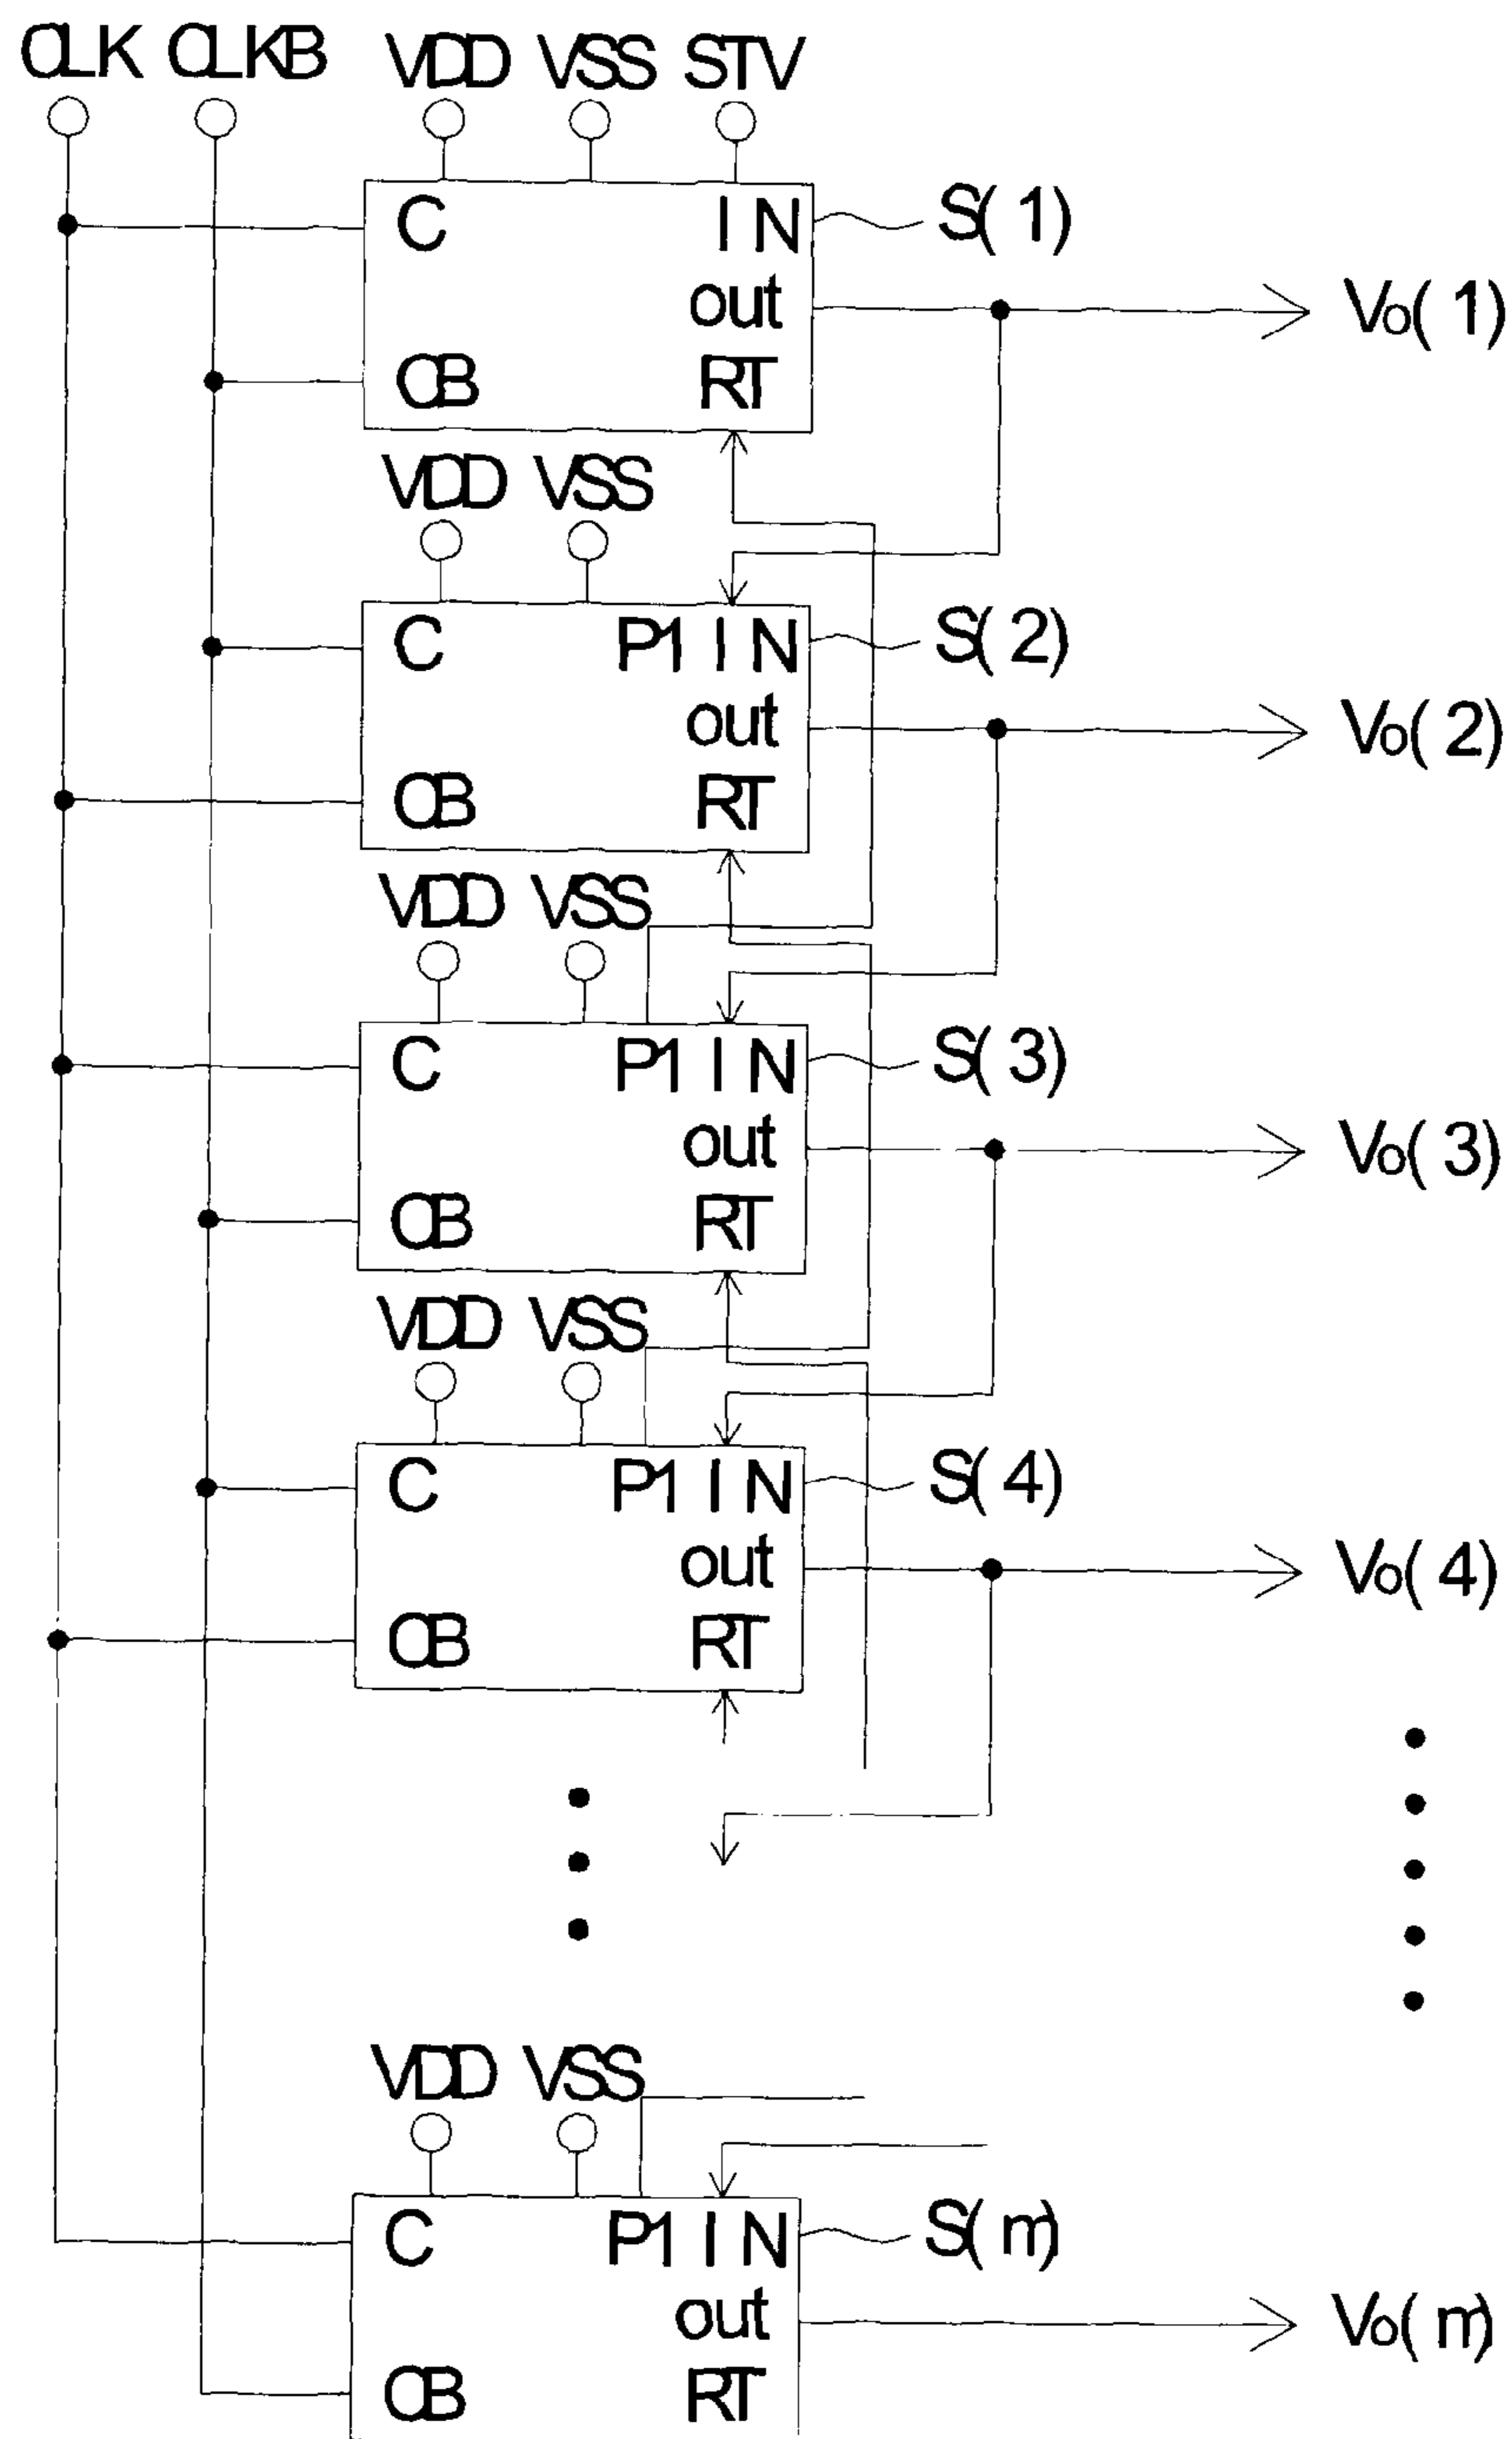 CLK CLKB VDD VSS STV
C IN S(1)
out Vo(1)
CB RT
VDD VSS
C P1 IN S(2)
out Vo(2)
CB RT
VDD VSS
C P1 IN S(3)
out Vo(3)
CB RT
VDD VSS
C P1 IN S(4)
out Vo(4)
CB RT
VDD VSS
C P1 IN S(m)
out Vo(m)
CB RT